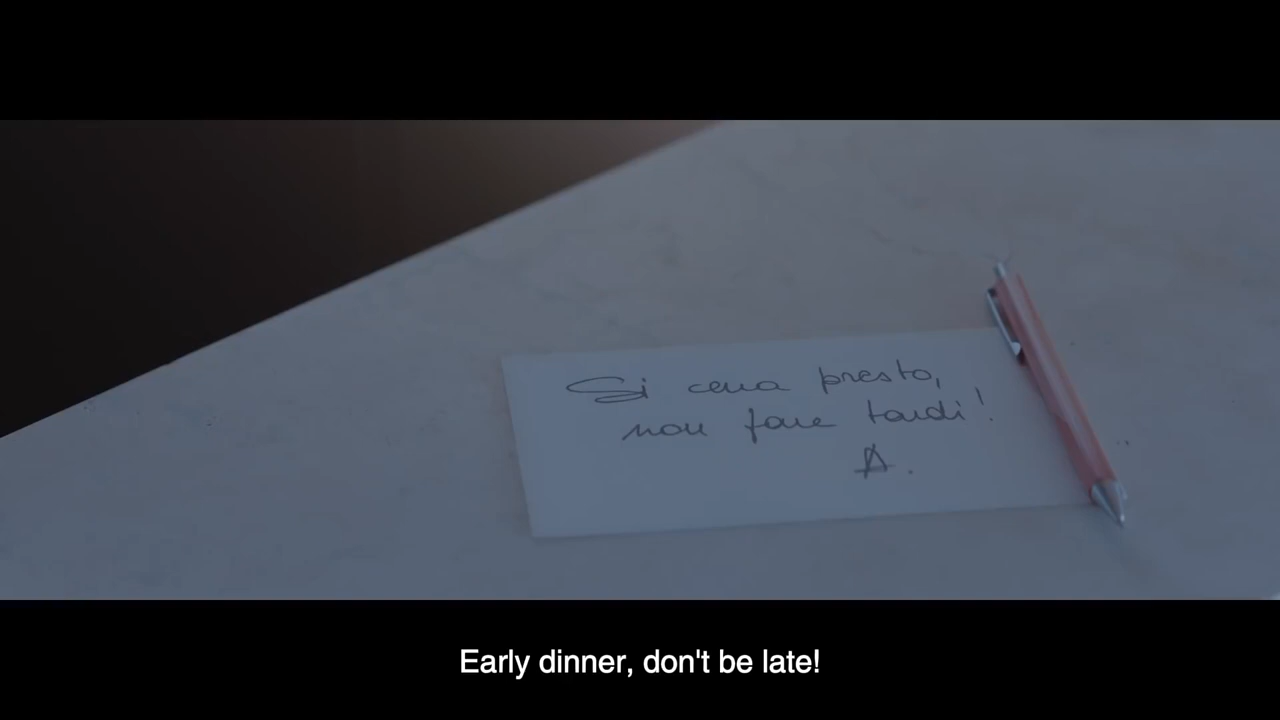 Si cena presto,
non fare tardi!
A.
Early dinner, don't be late!